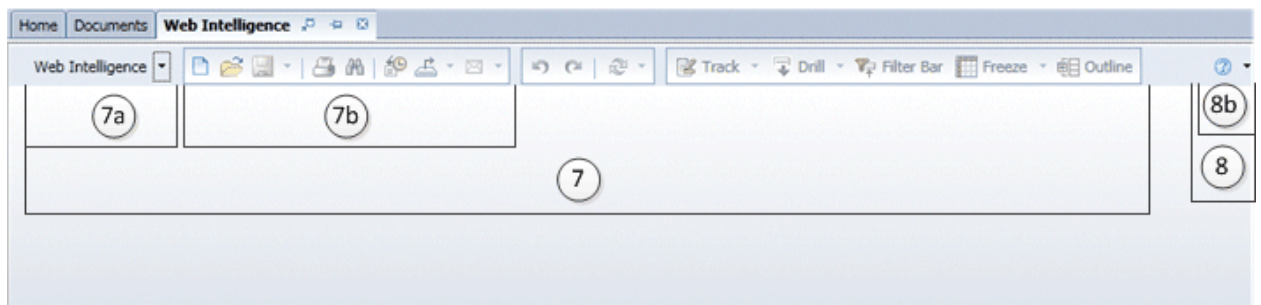 Home Documents Web Intelligence
Web Intelligence Track Drill Filter Bar Freeze Outline
7a 7b 8b
7 8